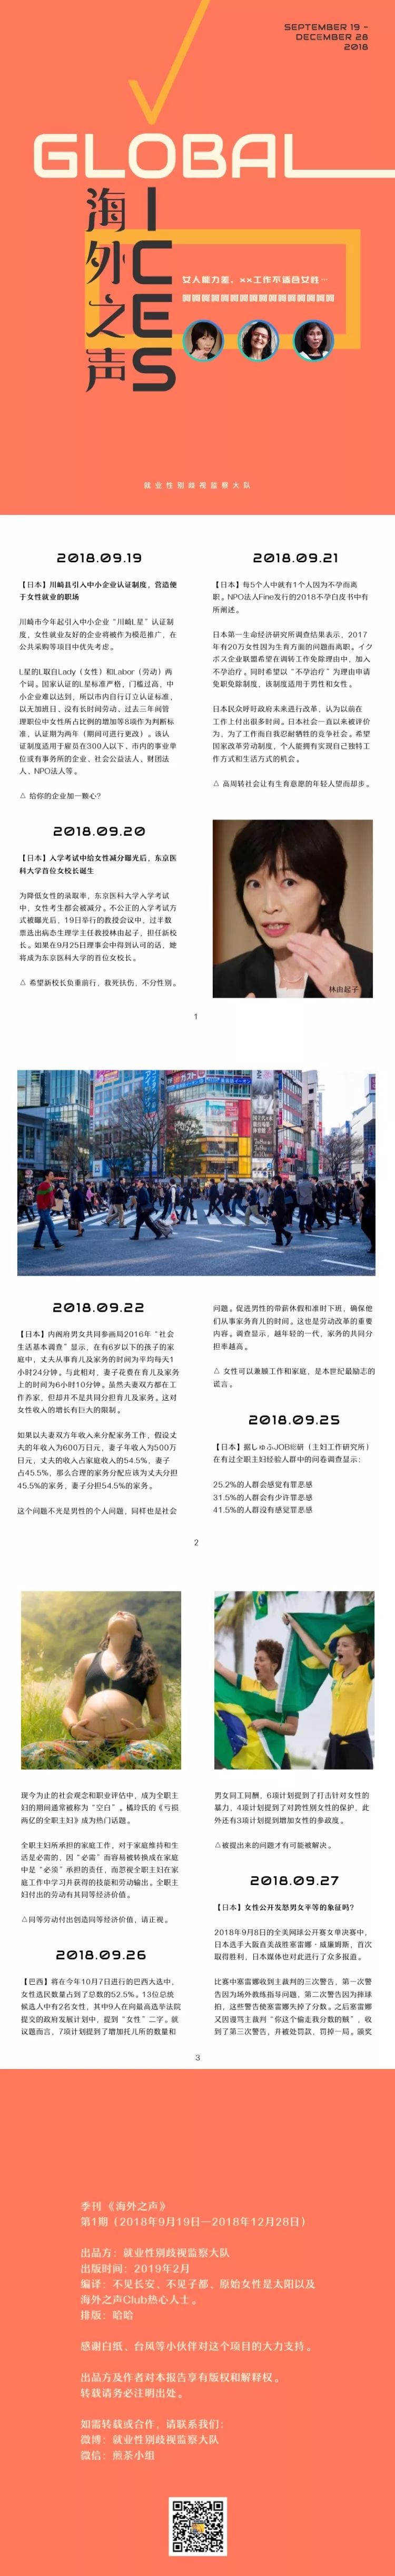 SEPTEMBER 19 -
DECEMBER 28
2018
GLOBAL
VOICES
海外之声
女人能力差、××工作不适合女性…
就业性别歧视监察大队
2018.09.19
【日本】川崎县引入中小企业认证制度，营造便
于女性就业的职场
川崎市今年起引入中小企业“川崎L星”认证制
度，女性就业友好的企业将被作为模范推广，在
公共采购等项目中优先考虑。
L星的L取自Lady（女性）和Labor（劳动）两
个词。国家认证的L星标准严格，门槛过高，中
小企业难以达到，所以市内自行订立认证标准，
以无加班日、没有长时间劳动、过去三年间管
理职位中女性所占比例的增加等8项作为判断标
准，认证期为两年（期间可进行更改）。该认
证制度适用于雇员在300人以下、市内的事业单
位或有事务所的企业、社会公益法人、财团法
人、NPO法人等。
△ 给你的企业加一颗心？
2018.09.20
【日本】入学考试中给女性减分曝光后，东京医
科大学首位女校长诞生
为降低女性的录取率，东京医科大学入学考试
中，女性考生都会被减分。不公正的入学考试方
式被曝光后，19日举行的教授会议中，过半数
票选出病态生理学主任教授林由起子，担任新校
长。如果在9月25日理事会中得到认可的话，她
将成为东京医科大学的首位女校长。
△ 希望新校长负重前行，救死扶伤，不分性别。
2018.09.21
【日本】每5个人中就有1个人因为不孕而离
职。NPO法人Fine发行的2018不孕白皮书中有
所阐述。
日本第一生命经济研究所调查结果表示，2017
年有20万女性因为生育方面的问题而离职。イク
ボス企业联盟希望在调转工作免除理由中，加入
不孕治疗。同时希望以“不孕治疗”为理由申请
免职免除制度，该制度适用于男性和女性。
日本民众呼吁政府未来进行改革，认为以前在
工作上付出很多时间。日本社会一直以来被评价
为，为了工作而自我忍耐牺牲的竞争社会。希望
国家改革劳动制度，个人能拥有实现自己独特工
作方式和生活方式的机会。
△ 高周转社会让有生育意愿的年轻人望而却步。
林由起子
1
2018.09.22
【日本】内阁府男女共同参画局2016年“社会
生活基本调查”显示，在有6岁以下的孩子的家
庭中，丈夫从事育儿及家务的时间为平均每天1
小时24分钟。与此相对，妻子花费在育儿及家务
上的时间为6小时10分钟。虽然夫妻双方都在工
作养家，但却并不是共同分担育儿及家务。这对
女性收入的增长有巨大的限制。
如果以夫妻双方年收入来分配家务工作，假设丈
夫的年收入为600万日元，妻子年收入为500万
日元，丈夫的收入占家庭收入的54.5%，妻子
占45.5%，那么合理的家务分配应该为丈夫分担
45.5%的家务，妻子分担54.5%的家务。
这个问题不光是男性的个人问题，同样也是社会
问题。促进男性的带薪休假和准时下班，确保他
们从事家务育儿的时间。这也是劳动改革的重要
内容。调查显示，越年轻的一代，家务的共同分
担率越高。
△ 女性可以兼顾工作和家庭，是本世纪最励志的
谎言。
2018.09.25
【日本】据しゅふJOB综研（主妇工作研究所）
在有过全职主妇经验人群中的问卷调查显示：
25.2%的人群会感觉有罪恶感
31.5%的人群会有少许罪恶感
41.5%的人群没有感觉罪恶感
2
现今为止的社会观念和职业评估中，成为全职主
妇的期间通常被称为“空白”。橘玲氏的《亏损
两亿的全职主妇》成为热门话题。
全职主妇所承担的家庭工作，对于家庭维持和生
活是必需的，因“必需”而容易被转换成在家庭
中是“必须”承担的责任，而忽视全职主妇在家
庭工作中学习并获得的技能和劳动输出。全职主
妇付出的劳动有其同等经济价值。
△同等劳动付出创造同等经济价值，请正视。
2018.09.26
【巴西】将在今年10月7日进行的巴西大选中，
女性选民数量占到了总数的52.5%。13位总统
候选人中有2名女性，其中9人在向最高选举法院
提交的政府发展计划中，提到“女性”二字。就
议题而言，7项计划提到了增加托儿所的数量和
男女同工同酬，6项计划提到了打击针对女性的
暴力，4项计划提到了对跨性别女性的保护，此
外还有3项计划提到增加女性的参政度。
△被提出来的问题才有可能被解决。
2018.09.27
【日本】女性公开发怒男女平等的象征吗？
2018年9月8日的全美网球公开赛女单决赛中，
日本选手大阪直美战胜塞雷娜·威廉姆斯，首次
取得胜利，日本媒体也对此进行了众多报道。
比赛中塞雷娜收到主裁判的三次警告，第一次警
告因为场外教练指导问题，第二次警告因为摔球
拍，这些警告使塞雷娜失掉了分数。之后塞雷娜
又因谩骂主裁判“你这个偷走我分数的贼”，收
到了第三次警告，并被处罚款，罚掉一局。颁奖
3
季刊《海外之声》
第1期（2018年9月19日—2018年12月28日）
出品方：就业性别歧视监察大队
出版时间：2019年2月
编译：不见长安、不见子都、原始女性是太阳以及
海外之声Club热心人士。
排版：哈哈
感谢白纸、台风等小伙伴对这个项目的大力支持。
出品方及作者对本报告享有版权和解释权。
转载请务必注明出处。
如需转载或合作，请联系我们：
微博：就业性别歧视监察大队
微信：煎茶小组